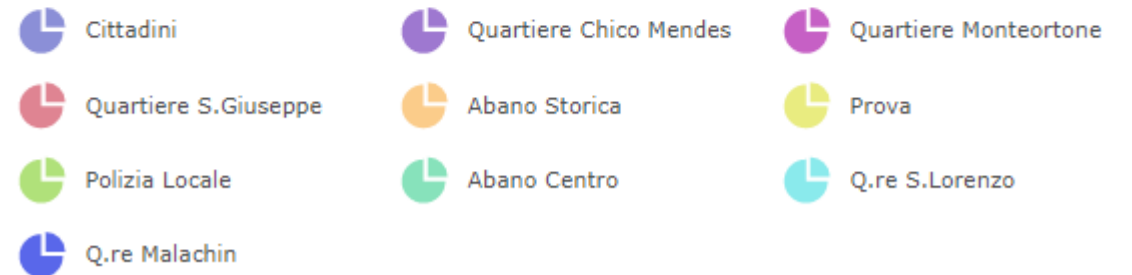 Cittadini
Quartiere Chico Mendes
Quartiere Monteortone
Quartiere S.Giuseppe
Abano Storica
Prova
Polizia Locale
Abano Centro
Q.re S.Lorenzo
Q.re Malachin